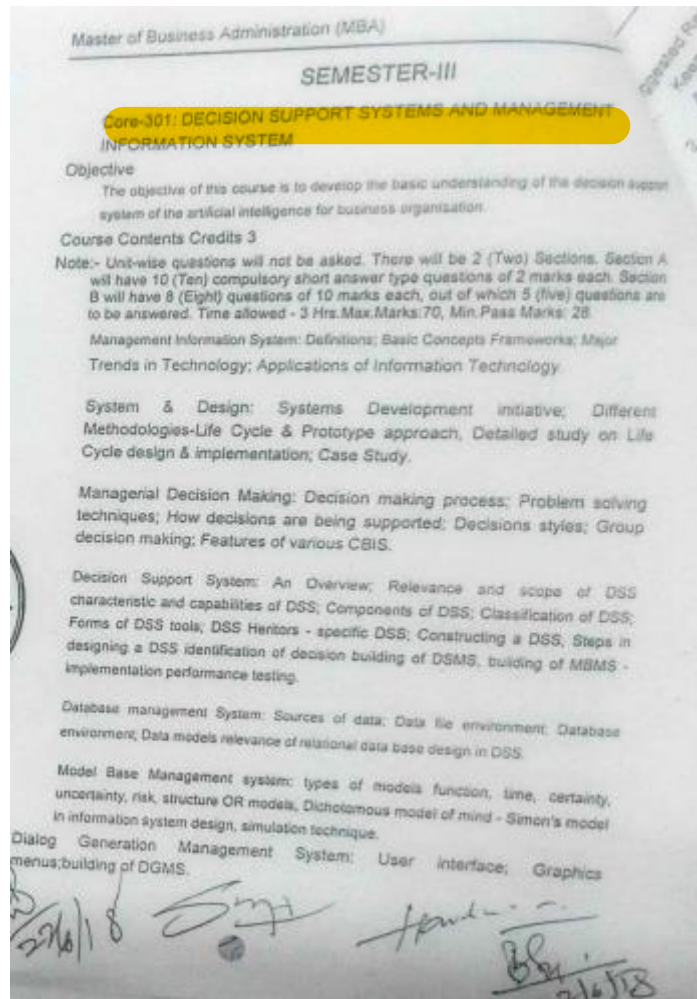 Master of Business Administration (MBA)
SEMESTER-III
Core-301: DECISION SUPPORT SYSTEMS AND MANAGEMENT
INFORMATION SYSTEM
Objective
The objective of this course is to develop the basic understanding of the decision support
system of the artificial intelligence for business organisation.
Course Contents Credits 3
Note:- Unit-wise questions will not be asked. There will be 2 (Two) Sections. Section A
will have 10 (Ten) compulsory short answer type questions of 2 marks each. Section
B will have 8 (Eight) questions of 10 marks each, out of which 5 (five) questions are
to be answered. Time allowed - 3 Hrs.Max.Marks:70, Min.Pass Marks: 28
Management Information System: Definitions; Basic Concepts Frameworks; Major
Trends in Technology; Applications of Information Technology.
System & Design: Systems Development initiative; Different
Methodologies-Life Cycle & Prototype approach, Detailed study on Life
Cycle design & implementation; Case Study.
Managerial Decision Making: Decision making process; Problem solving
techniques; How decisions are being supported; Decisions styles; Group
decision making; Features of various CBIS.
Decision Support System: An Overview; Relevance and scope of DSS
characteristic and capabilities of DSS; Components of DSS; Classification of DSS;
Forms of DSS tools; DSS Heritors - specific DSS; Constructing a DSS, Steps in
designing a DSS identification of decision building of DSMS, building of MBMS -
implementation performance testing.
Database management System: Sources of data; Data file environment; Database
environment; Data models relevance of relational data base design in DSS.
Model Base Management system: types of models function, time, certainty,
uncertainty, risk, structure OR models, Dichotomous model of mind - Simon's model
in information system design, simulation technique.
Dialog Generation Management System: User interface; Graphics
menus;building of DGMS.